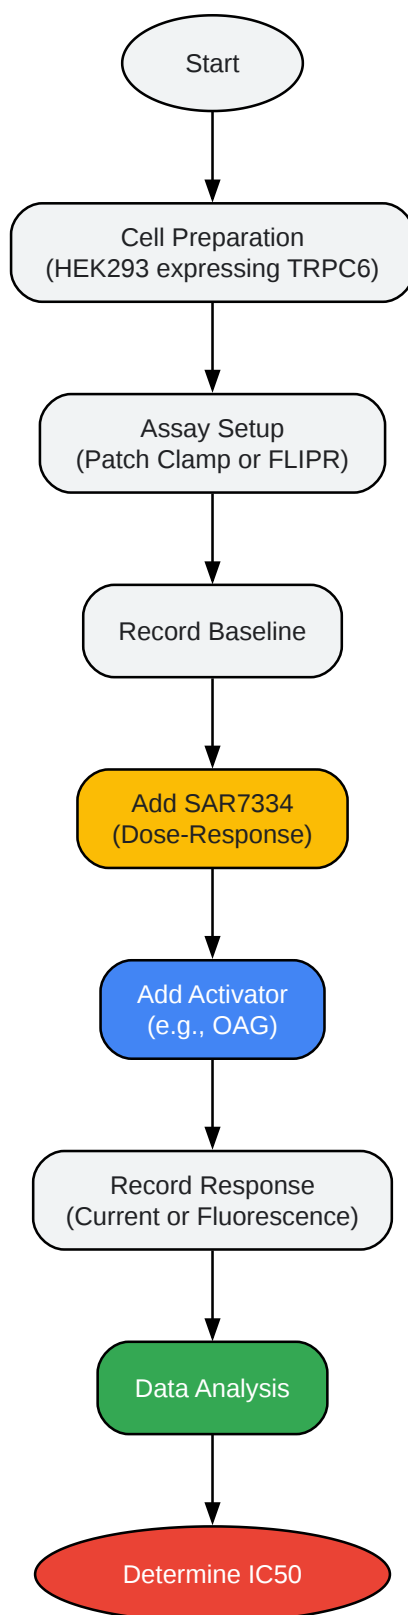 Start
Cell Preparation
(HEK293 expressing TRPC6)
Assay Setup
(Patch Clamp or FLIPR)
Record Baseline
Add SAR7334
(Dose-Response)
Add Activator
(e.g., OAG)
Record Response
(Current or Fluorescence)
Data Analysis
Determine IC50